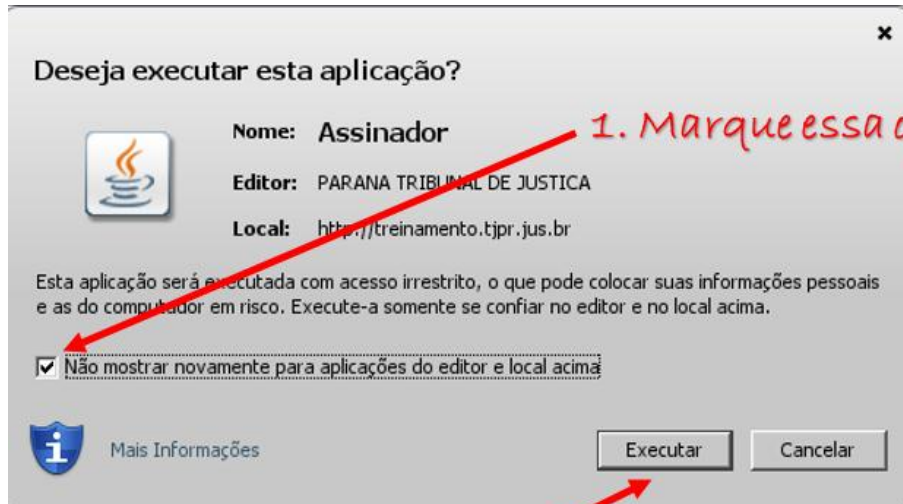 Deseja executar esta aplicação?
Nome: Assinador
1. Marque essa
Editor: PARANA TRIBUNAL DE JUSTICA
Local: http://treinamento.tjpr.jus.br
Esta aplicação será executada com acesso irrestrito, o que pode colocar suas informações pessoais
e as do computador em risco. Execute-a somente se confiar no editor e no local acima.
Não mostrar novamente para aplicações do editor e local acima
Mais Informações
Executar
Cancelar